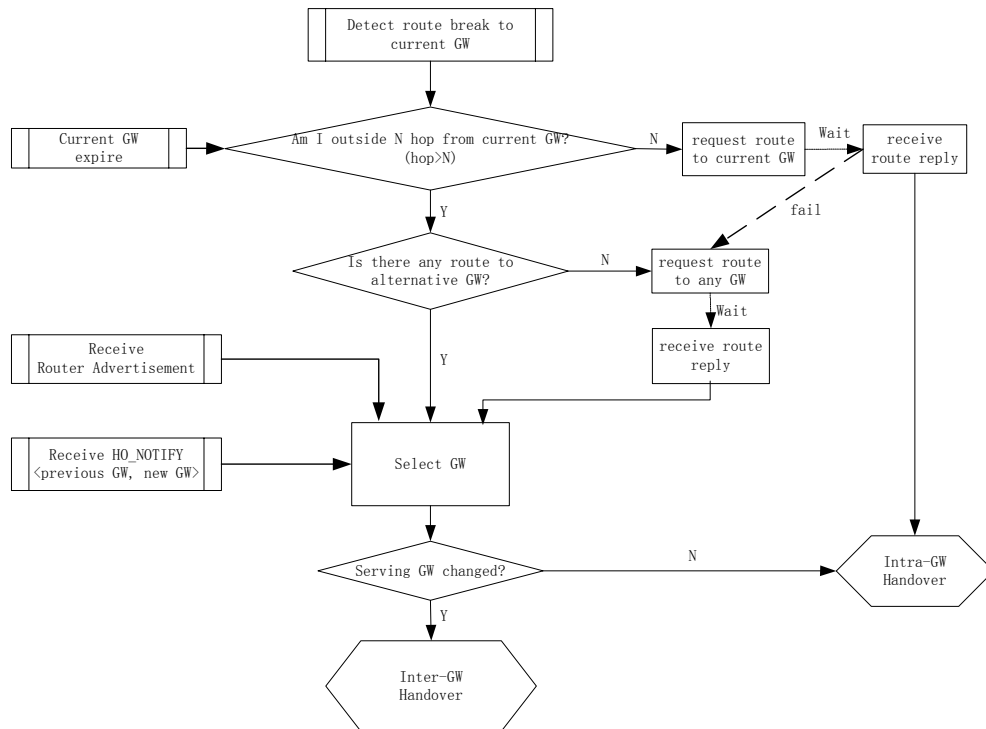 Detect route break to
current GW
Current GW
expire
Am I outside N hop from current GW?
(hop>N)
N
request route
to current GW
Wait
receive
route reply
fail
Y
Is there any route to
alternative GW?
N
request route
to any GW
Wait
receive route
reply
Y
Receive
Router Advertisement
Receive HO_NOTIFY
<previous GW, new GW>
Select GW
Serving GW changed?
N
Intra-GW
Handover
Y
Inter-GW
Handover